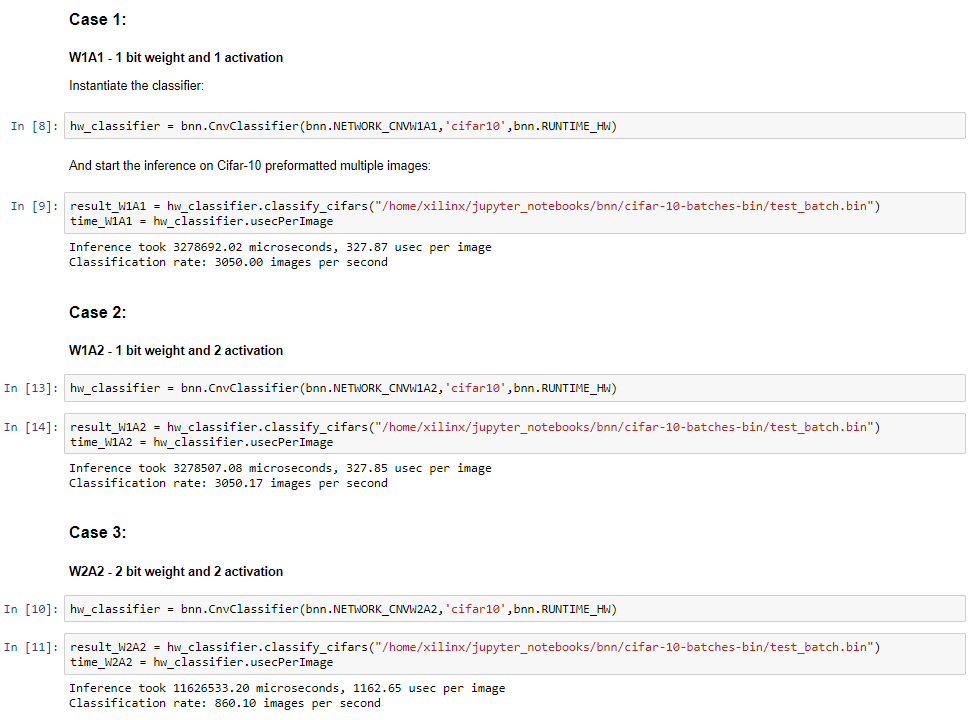 Case 1:
W1A1 - 1 bit weight and 1 activation
Instantiate the classifier:
In [8]: hw_classifier = bnn.CnvClassifier(bnn.NETWORK_CNVW1A1,'cifar10',bnn.RUNTIME_HW)
And start the inference on Cifar-10 preformatted multiple images:
In [9]: result_W1A1 = hw_classifier.classify_cifars("/home/xilinx/jupyter_notebooks/bnn/cifar-10-batches-bin/test_batch.bin")
time_W1A1 = hw_classifier.usecPerImage
Inference took 3278692.02 microseconds, 327.87 usec per image
Classification rate: 3050.00 images per second
Case 2:
W1A2 - 1 bit weight and 2 activation
In [13]: hw_classifier = bnn.CnvClassifier(bnn.NETWORK_CNVW1A2,'cifar10',bnn.RUNTIME_HW)
In [14]: result_W1A2 = hw_classifier.classify_cifars("/home/xilinx/jupyter_notebooks/bnn/cifar-10-batches-bin/test_batch.bin")
time_W1A2 = hw_classifier.usecPerImage
Inference took 3278507.08 microseconds, 327.85 usec per image
Classification rate: 3050.17 images per second
Case 3:
W2A2 - 2 bit weight and 2 activation
In [10]: hw_classifier = bnn.CnvClassifier(bnn.NETWORK_CNVW2A2,'cifar10',bnn.RUNTIME_HW)
In [11]: result_W2A2 = hw_classifier.classify_cifars("/home/xilinx/jupyter_notebooks/bnn/cifar-10-batches-bin/test_batch.bin")
time_W2A2 = hw_classifier.usecPerImage
Inference took 11626533.20 microseconds, 1162.65 usec per image
Classification rate: 860.10 images per second